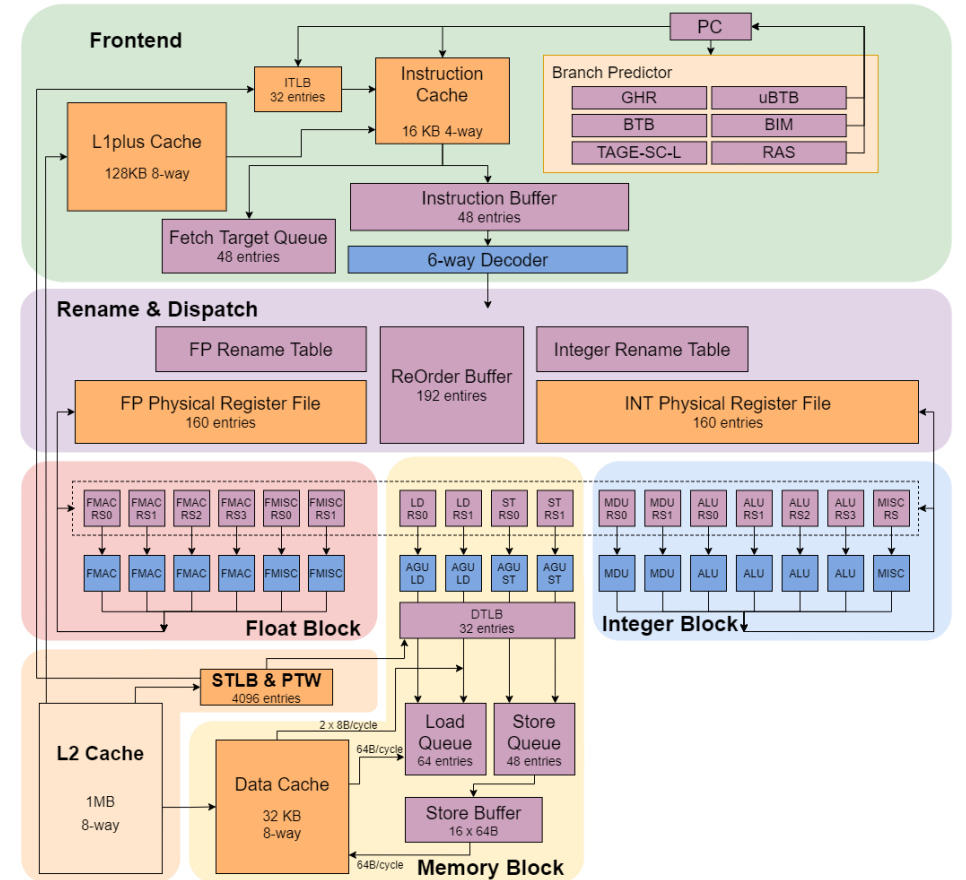 Frontend
PC
ITLB
32 entries
Instruction
Cache
16 KB 4-way
Branch Predictor
GHR
uBTB
BTB
BIM
TAGE-SC-L
RAS
L1plus Cache
128KB 8-way
Instruction Buffer
48 entries
Fetch Target Queue
48 entries
6-way Decoder
Rename & Dispatch
FP Rename Table
ReOrder Buffer
192 entires
Integer Rename Table
FP Physical Register File
160 entries
INT Physical Register File
160 entries
FMAC
RS0
FMAC
RS1
FMAC
RS2
FMAC
RS3
FMISC
RS0
FMISC
RS1
LD
RS0
LD
RS1
ST
RS0
ST
RS1
MDU
RS0
MDU
RS1
ALU
RS0
ALU
RS1
ALU
RS2
ALU
RS3
MISC
RS
FMAC
FMAC
FMAC
FMAC
FMISC
FMISC
AGU
LD
AGU
LD
AGU
ST
AGU
ST
MDU
MDU
ALU
ALU
ALU
ALU
MISC
Float Block
DTLB
32 entries
Integer Block
STLB & PTW
4096 entries
L2 Cache
1MB
8-way
2 x 8B/cycle
64B/cycle
Load
Queue
64 entries
Store
Queue
48 entries
Data Cache
32 KB
8-way
Store Buffer
16 x 64B
64B/cycle
Memory Block